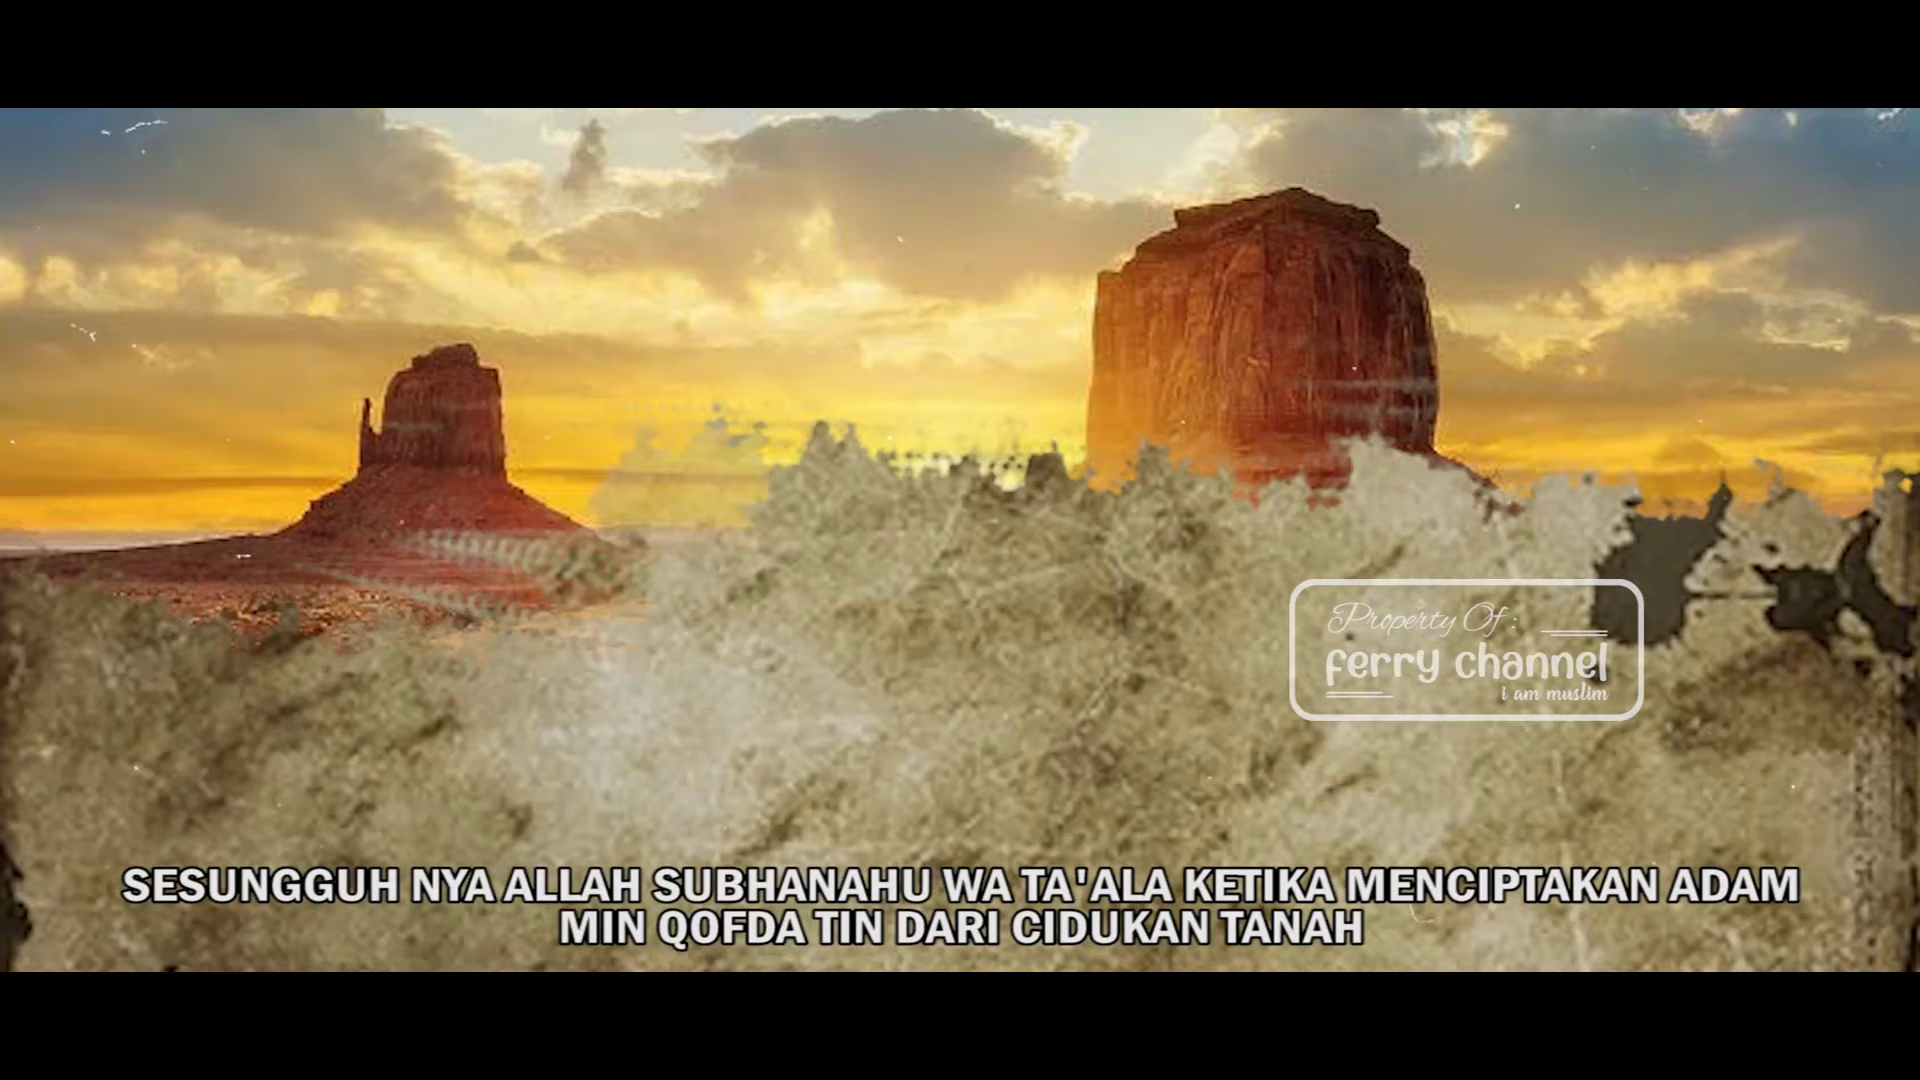 Property Of :
ferry channel
i am muslim
SESUNGGUH NYA ALLAH SUBHANAHU WA TA'ALA KETIKA MENCIPTAKAN ADAM
MIN QOFDA TIN DARI CIDUKAN TANAH